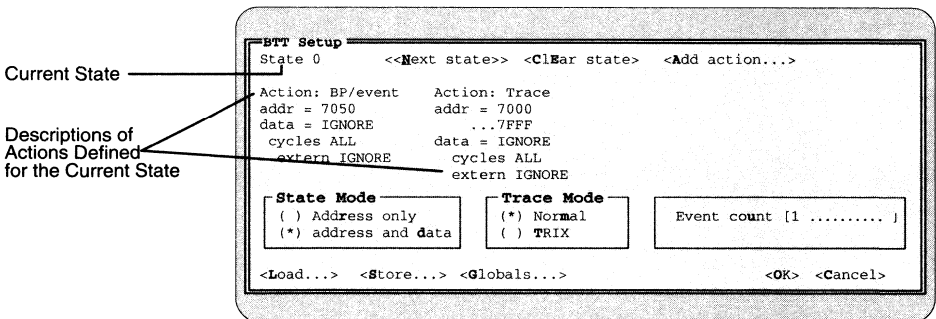 BTT Setup
State 0 <<Next state>> <ClEar state> <Add action...>
Current State
Action: BP/event Action: Trace
addr = 7050 addr = 7000
data = IGNORE ...7FFF
cycles ALL data = IGNORE
extern IGNORE cycles ALL
extern IGNORE
Descriptions of
Actions Defined
for the Current State
State Mode Trace Mode
( ) Address only (*) Normal
(*) address and data ( ) TRIX
Event count [1 .......... ]
<Load...> <Store...> <Globals...> <OK> <Cancel>